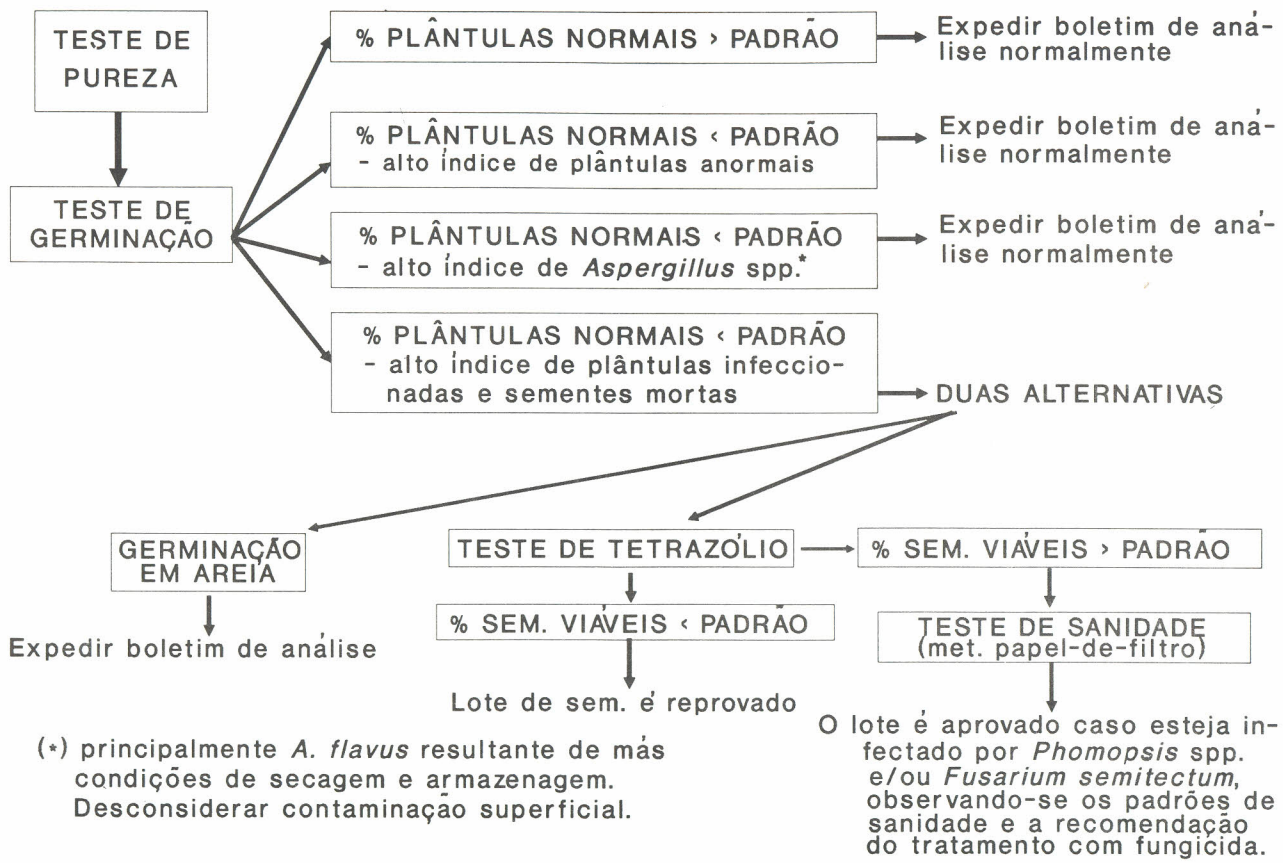 TESTE DE
PUREZA
TESTE DE
GERMINAÇÃO
% PLÂNTULAS NORMAIS > PADRÃO
Expedir boletim de aná-
lise normalmente
% PLÂNTULAS NORMAIS < PADRÃO
- alto índice de plântulas anormais
Expedir boletim de aná-
lise normalmente
% PLÂNTULAS NORMAIS < PADRÃO
- alto índice de Aspergillus spp.*
Expedir boletim de aná-
lise normalmente
% PLÂNTULAS NORMAIS < PADRÃO
- alto índice de plântulas infeccio-
nadas e sementes mortas
DUAS ALTERNATIVAS
GERMINAÇÃO
EM AREIA
Expedir boletim de análise
TESTE DE TETRAZÓLIO
% SEM. VIÁVEIS < PADRÃO
Lote de sem. é reprovado
% SEM. VIÁVEIS > PADRÃO
TESTE DE SANIDADE
(met. papel-de-filtro)
O lote é aprovado caso esteja in-
fectado por Phomopsis spp.
e/ou Fusarium semitectum,
observando-se os padrões de
sanidade e a recomendação
do tratamento com fungicida.
(*) principalmente A. flavus resultante de más
condições de secagem e armazenagem.
Desconsiderar contaminação superficial.